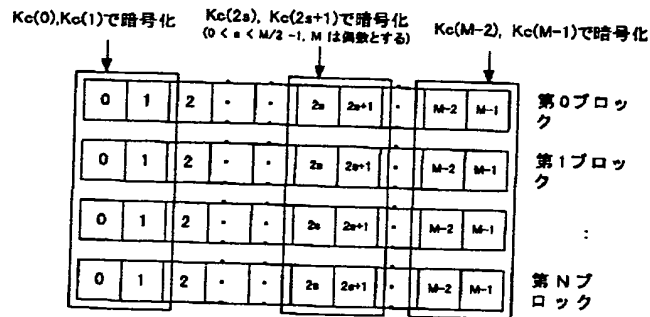 Kc(0),Kc(1)で暗号化
Kc(2s), Kc(2s+1)で暗号化
(0 < s < M/2 -1, M は偶数とする)
Kc(M-2), Kc(M-1)で暗号化
0 1 2 ・ ・ 2s 2s+1 ・ M-2 M-1
第0ブロッ
ク
0 1 2 ・ ・ 2s 2s+1 ・ M-2 M-1
第1ブロッ
ク
0 1 2 ・ ・ 2s 2s+1 ・ M-2 M-1
:
0 1 2 ・ ・ 2s 2s+1 ・ M-2 M-1
第Nブ
ロック